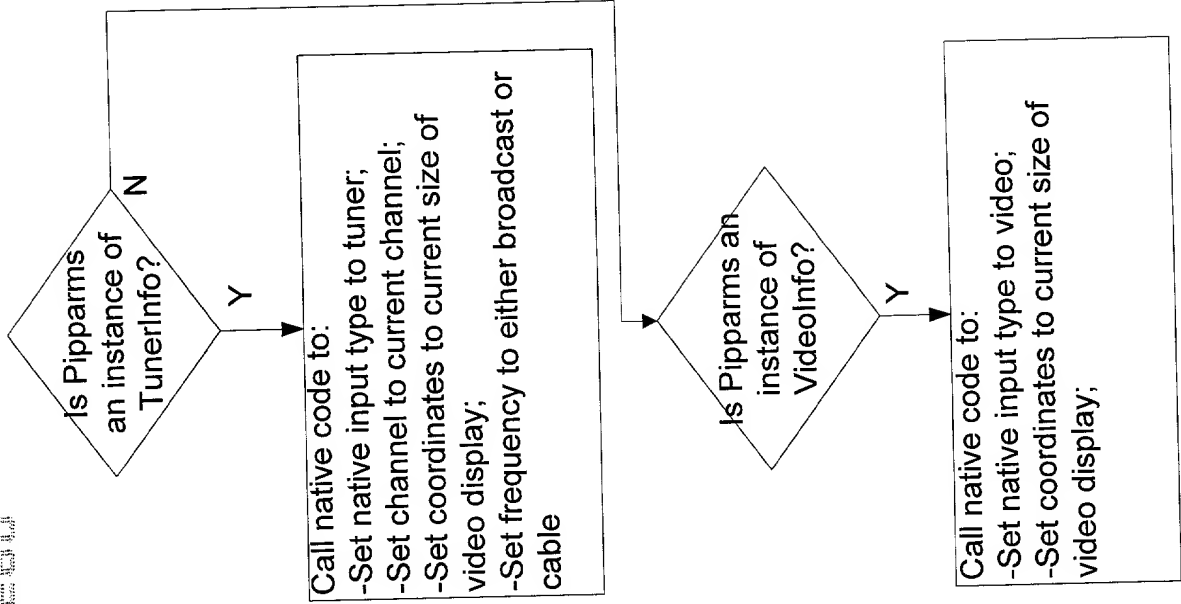 Is Pipparms
an instance of
TunerInfo?
N
Y
Call native code to:
-Set native input type to tuner;
-Set channel to current channel;
-Set coordinates to current size of
video display;
-Set frequency to either broadcast or
cable
Is Pipparms an
instance of
VideoInfo?
Y
Call native code to:
-Set native input type to video;
-Set coordinates to current size of
video display;